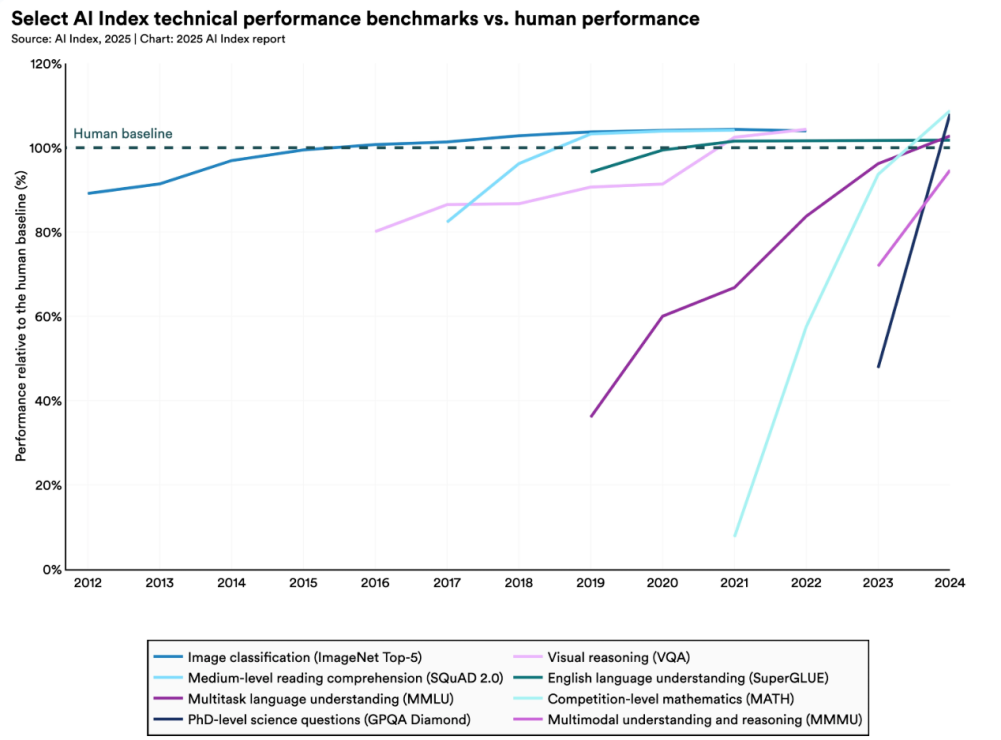 Select AI Index technical performance benchmarks vs. human performance
Source: AI Index, 2025 | Chart: 2025 AI Index report
120%
Human baseline
100%
80%
60%
40%
20%
0%
Performance relative to the human baseline (%)
2012 2013 2014 2015 2016 2017 2018 2019 2020 2021 2022 2023 2024
Image classification (ImageNet Top-5)
Visual reasoning (VQA)
Medium-level reading comprehension (SQuAD 2.0)
English language understanding (SuperGLUE)
Multitask language understanding (MMLU)
Competition-level mathematics (MATH)
PhD-level science questions (GPQA Diamond)
Multimodal understanding and reasoning (MMMU)